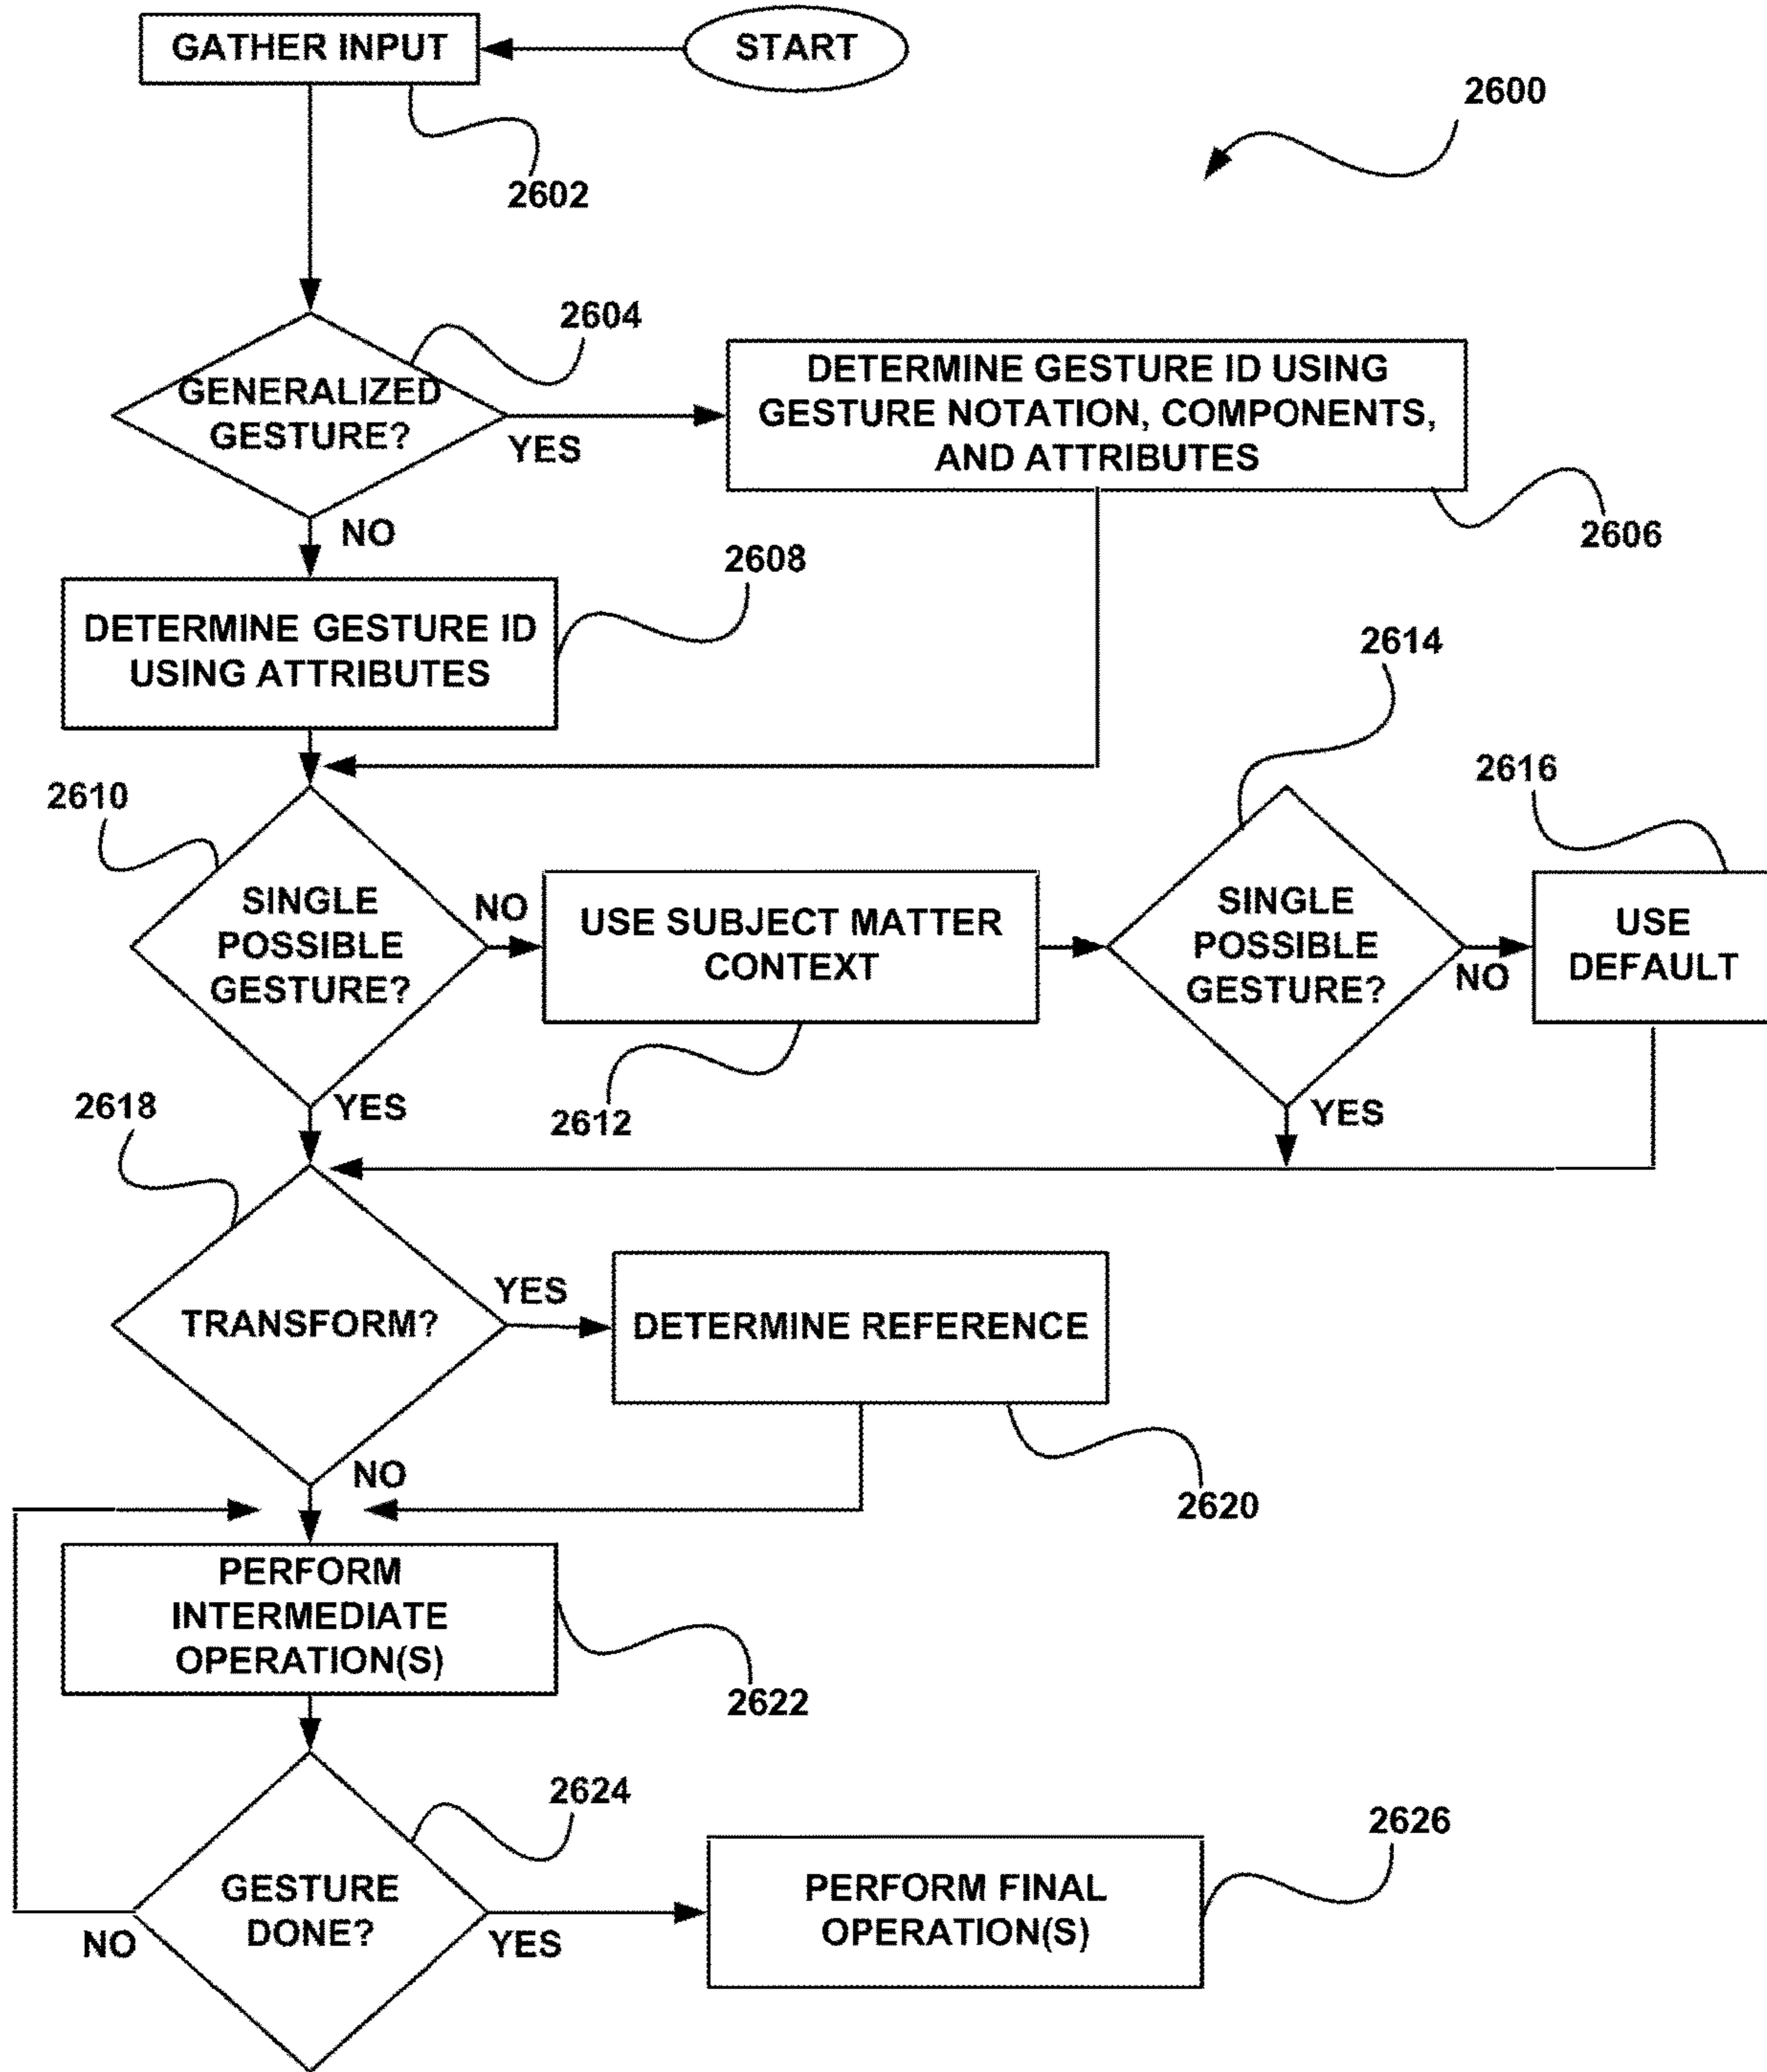 GATHER INPUT
START
2600
2602
2604
GENERALIZED
GESTURE?
YES
DETERMINE GESTURE ID USING
GESTURE NOTATION, COMPONENTS,
AND ATTRIBUTES
2606
NO
2608
DETERMINE GESTURE ID
USING ATTRIBUTES
2610
SINGLE
POSSIBLE
GESTURE?
NO
USE SUBJECT MATTER
CONTEXT
2612
2614
SINGLE
POSSIBLE
GESTURE?
NO
2616
USE
DEFAULT
YES
YES
2618
TRANSFORM?
YES
DETERMINE REFERENCE
2620
NO
PERFORM
INTERMEDIATE
OPERATION(S)
2622
2624
GESTURE
DONE?
NO
YES
2626
PERFORM FINAL
OPERATION(S)